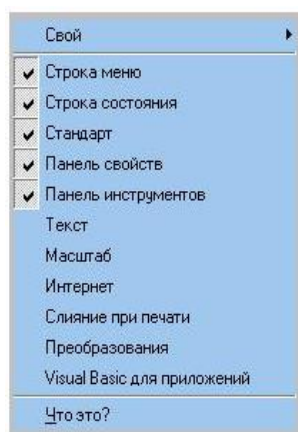 Свой
Строка меню
Строка состояния
Стандарт
Панель свойств
Панель инструментов
Текст
Масштаб
Интернет
Слияние при печати
Преобразования
Visual Basic для приложений
Что это?